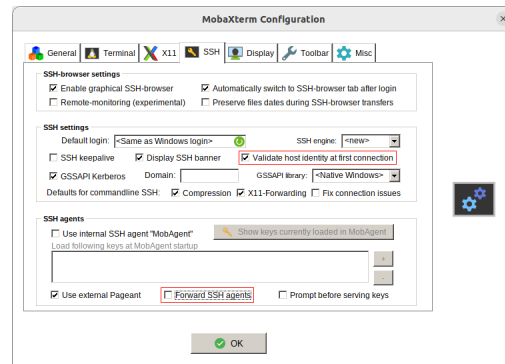 MobaXterm Configuration
General Terminal X11 SSH Display Toolbar Misc
SSH-browser settings
Enable graphical SSH-browser Automatically switch to SSH-browser tab after login
Remote-monitoring (experimental) Preserve files dates during SSH-browser transfers
SSH settings
Default login: <Same as Windows login> SSH engine: <new>
SSH keepalive Display SSH banner Validate host identity at first connection
GSSAPI Kerberos Domain: GSSAPI library: <Native Windows>
Defaults for commandline SSH: Compression X11-Forwarding Fix connection issues
SSH agents
Use internal SSH agent "MobAgent" Show keys currently loaded in MobAgent
Load following keys at MobAgent startup
+
-
Use external Pageant Forward SSH agents Prompt before serving keys
OK